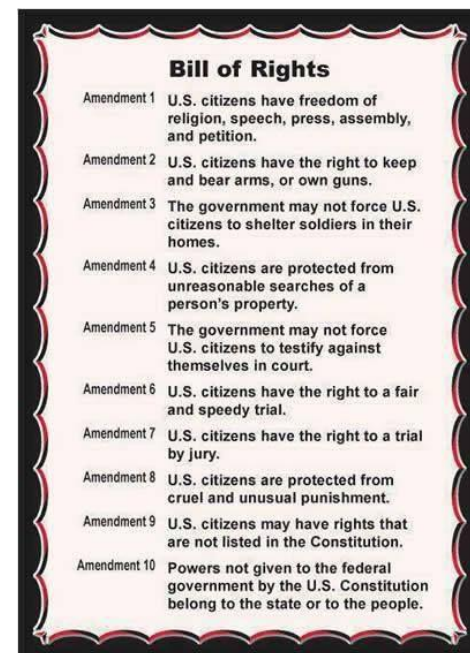 Bill of Rights
Amendment 1 U.S. citizens have freedom of
religion, speech, press, assembly,
and petition.
Amendment 2 U.S. citizens have the right to keep
and bear arms, or own guns.
Amendment 3 The government may not force U.S.
citizens to shelter soldiers in their
homes.
Amendment 4 U.S. citizens are protected from
unreasonable searches of a
person's property.
Amendment 5 The government may not force
U.S. citizens to testify against
themselves in court.
Amendment 6 U.S. citizens have the right to a fair
and speedy trial.
Amendment 7 U.S. citizens have the right to a trial
by jury.
Amendment 8 U.S. citizens are protected from
cruel and unusual punishment.
Amendment 9 U.S. citizens may have rights that
are not listed in the Constitution.
Amendment 10 Powers not given to the federal
government by the U.S. Constitution
belong to the state or to the people.